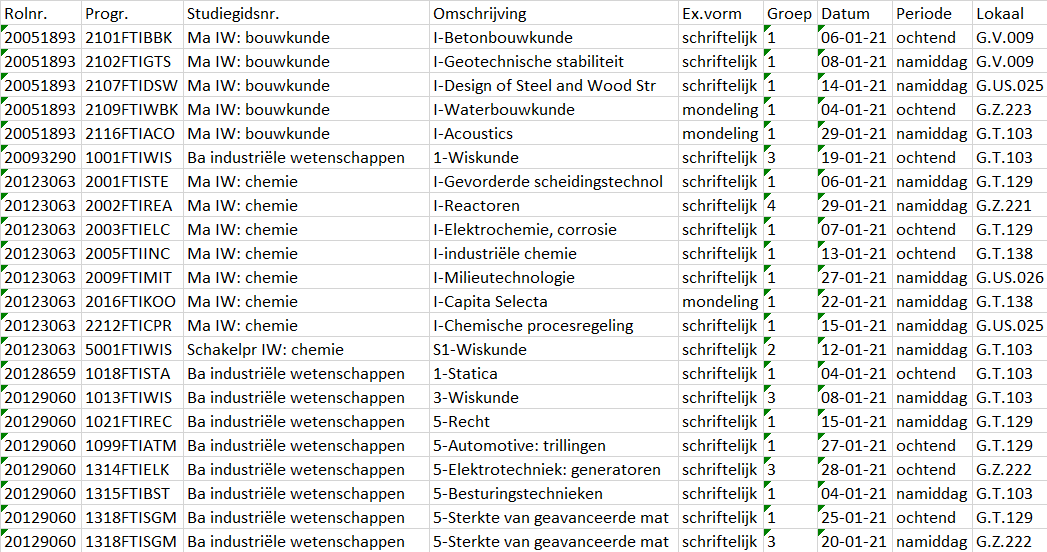 Rolnr. Progr. Studiegidsnr. Omschrijving Ex.vorm Groep Datum Periode Lokaal
20051893 2101FTIBBK Ma IW: bouwkunde I-Betonbouwkunde schriftelijk 1 06-01-21 ochtend G.V.009
20051893 2102FTIGTS Ma IW: bouwkunde I-Geotechnische stabiliteit schriftelijk 1 08-01-21 namiddag G.V.009
20051893 2107FTIDSW Ma IW: bouwkunde I-Design of Steel and Wood Str schriftelijk 1 14-01-21 namiddag G.US.025
20051893 2109FTIWBK Ma IW: bouwkunde I-Waterbouwkunde mondeling 1 04-01-21 ochtend G.Z.223
20051893 2116FTIACO Ma IW: bouwkunde I-Acoustics mondeling 1 29-01-21 namiddag G.T.103
20093290 1001FTIWIS Ba industriële wetenschappen 1-Wiskunde schriftelijk 3 19-01-21 ochtend G.T.103
20123063 2001FTISTE Ma IW: chemie I-Gevorderde scheidingstechnol schriftelijk 1 06-01-21 namiddag G.T.129
20123063 2002FTIREA Ma IW: chemie I-Reactoren schriftelijk 4 29-01-21 namiddag G.Z.221
20123063 2003FTIELC Ma IW: chemie I-Elektrochemie, corrosie schriftelijk 1 07-01-21 ochtend G.T.129
20123063 2005FTIINC Ma IW: chemie I-industriële chemie schriftelijk 1 13-01-21 ochtend G.T.138
20123063 2009FTIMIT Ma IW: chemie I-Milieutechnologie schriftelijk 1 27-01-21 namiddag G.US.026
20123063 2016FTIKOO Ma IW: chemie I-Capita Selecta mondeling 1 22-01-21 namiddag G.T.138
20123063 2212FTICPR Ma IW: chemie I-Chemische procesregeling schriftelijk 1 15-01-21 namiddag G.US.025
20123063 5001FTIWIS Schakelpr IW: chemie S1-Wiskunde schriftelijk 2 12-01-21 namiddag G.T.103
20128659 1018FTISTA Ba industriële wetenschappen 1-Statica schriftelijk 1 04-01-21 ochtend G.T.103
20129060 1013FTIWIS Ba industriële wetenschappen 3-Wiskunde schriftelijk 3 08-01-21 namiddag G.T.103
20129060 1021FTIREC Ba industriële wetenschappen 5-Recht schriftelijk 1 15-01-21 namiddag G.T.129
20129060 1099FTIATM Ba industriële wetenschappen 5-Automotive: trillingen schriftelijk 1 27-01-21 ochtend G.T.129
20129060 1314FTIELK Ba industriële wetenschappen 5-Elektrotechniek: generatoren schriftelijk 3 28-01-21 ochtend G.Z.222
20129060 1315FTIBST Ba industriële wetenschappen 5-Besturingstechnieken schriftelijk 1 04-01-21 namiddag G.T.103
20129060 1318FTISGM Ba industriële wetenschappen 5-Sterkte van geavanceerde mat schriftelijk 1 25-01-21 ochtend G.T.129
20129060 1318FTISGM Ba industriële wetenschappen 5-Sterkte van geavanceerde mat schriftelijk 3 20-01-21 namiddag G.Z.222